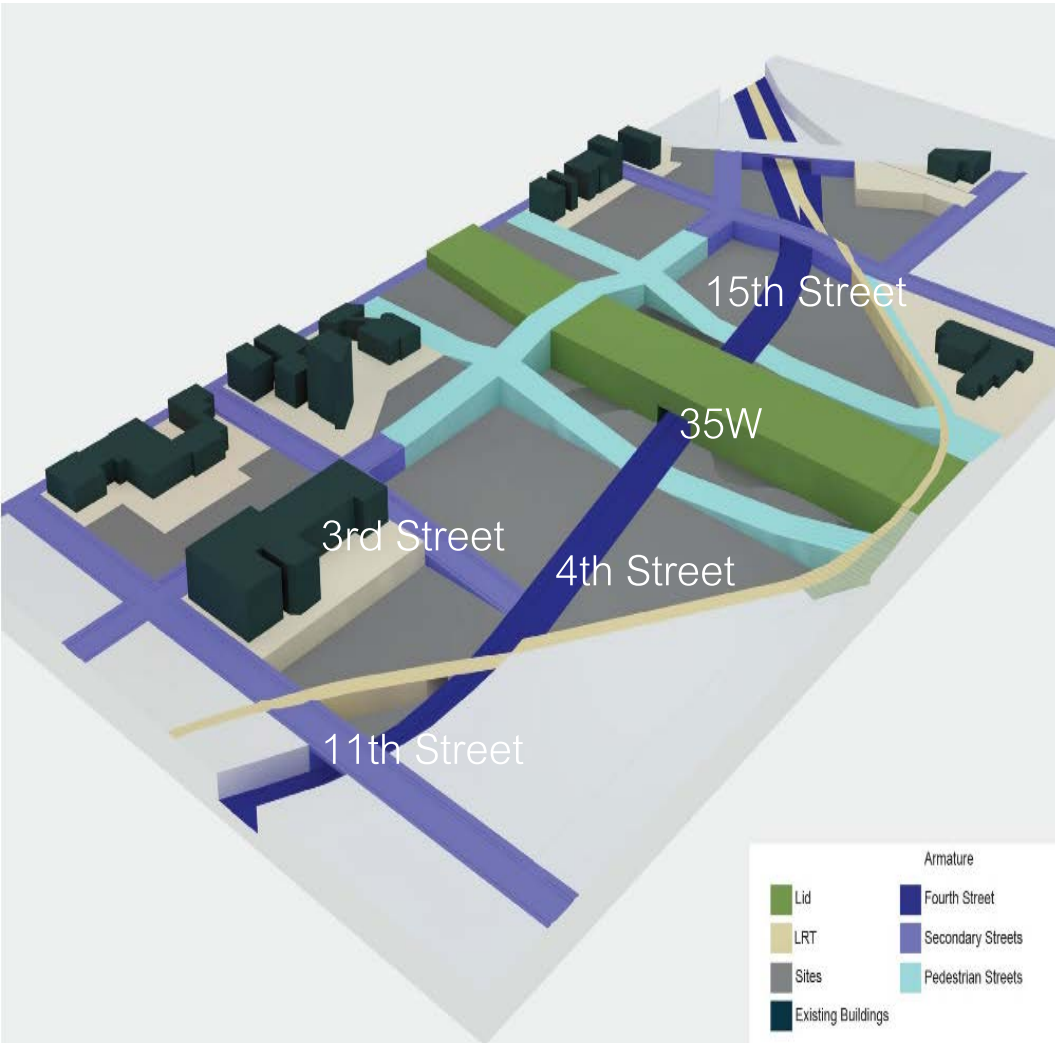 15th Street
35W
3rd Street
4th Street
11th Street
Armature
Lid
Fourth Street
LRT
Secondary Streets
Sites
Pedestrian Streets
Existing Buildings